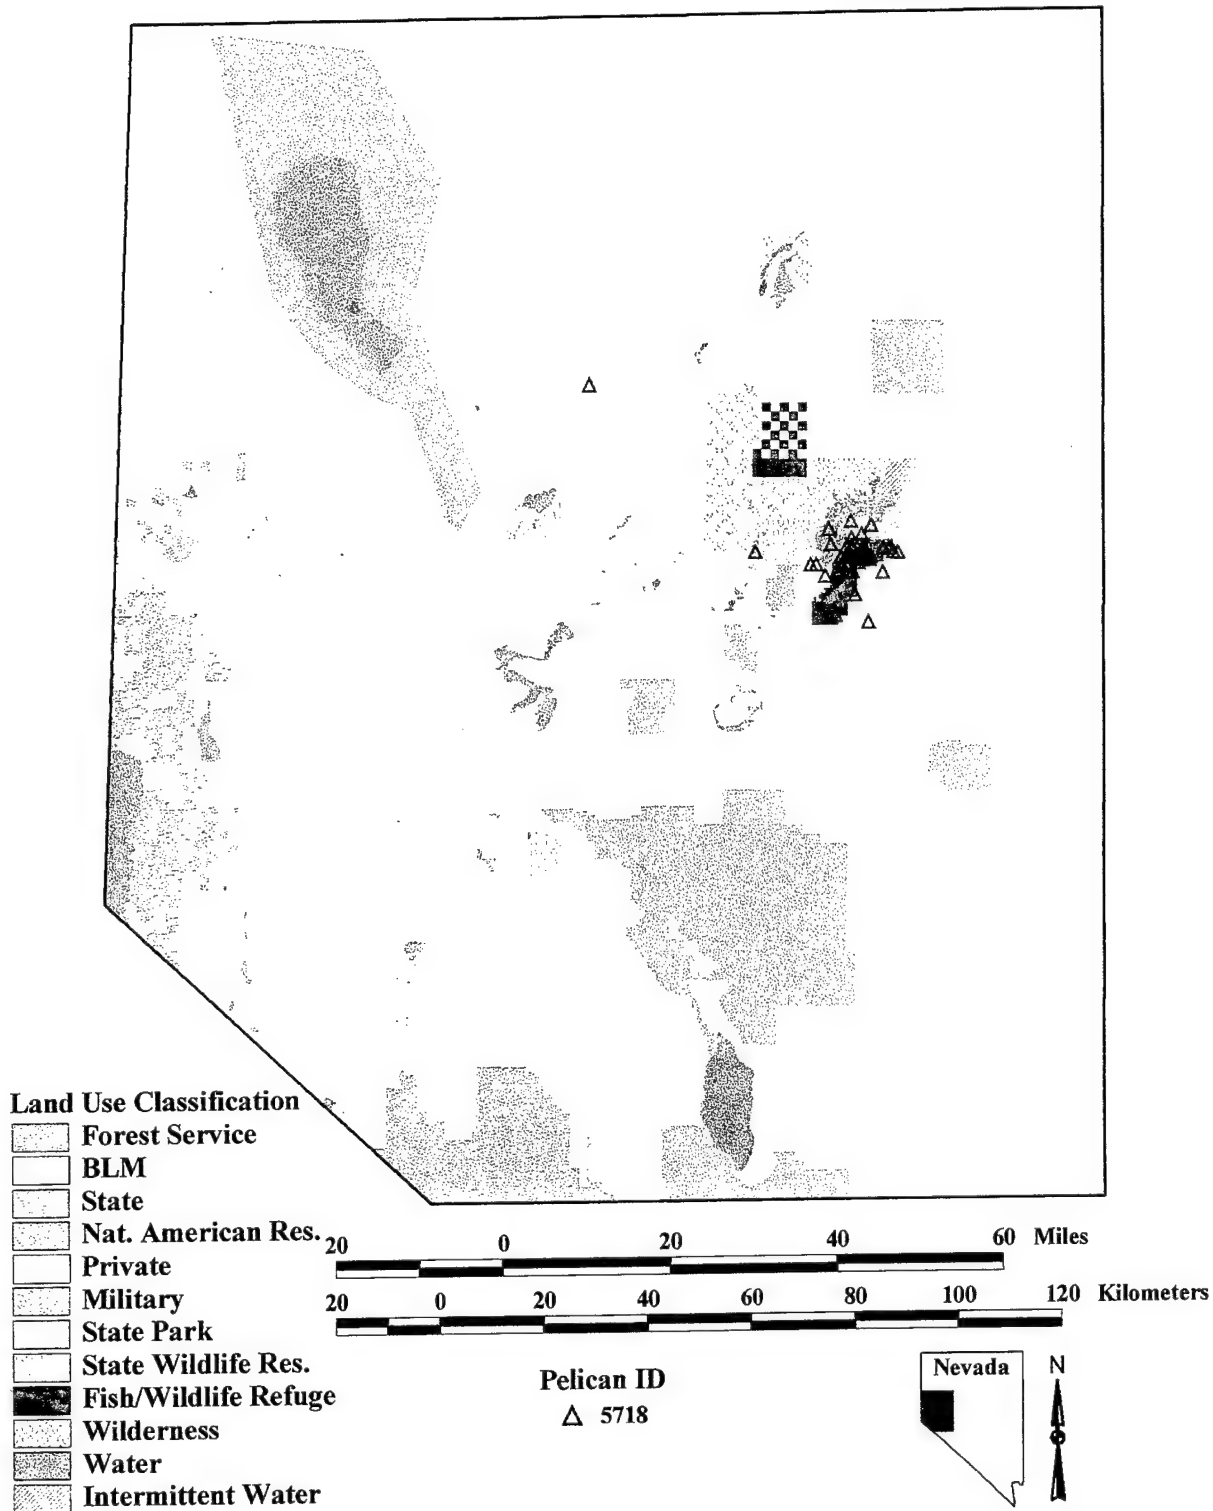 Land Use Classification
Forest Service
BLM
State
Nat. American Res.
Private
Military
State Park
State Wildlife Res.
Fish/Wildlife Refuge
Wilderness
Water
Intermittent Water
20 0 20 40 60 Miles
20 0 20 40 60 80 100 120 Kilometers
Pelican ID
5718
Nevada
N